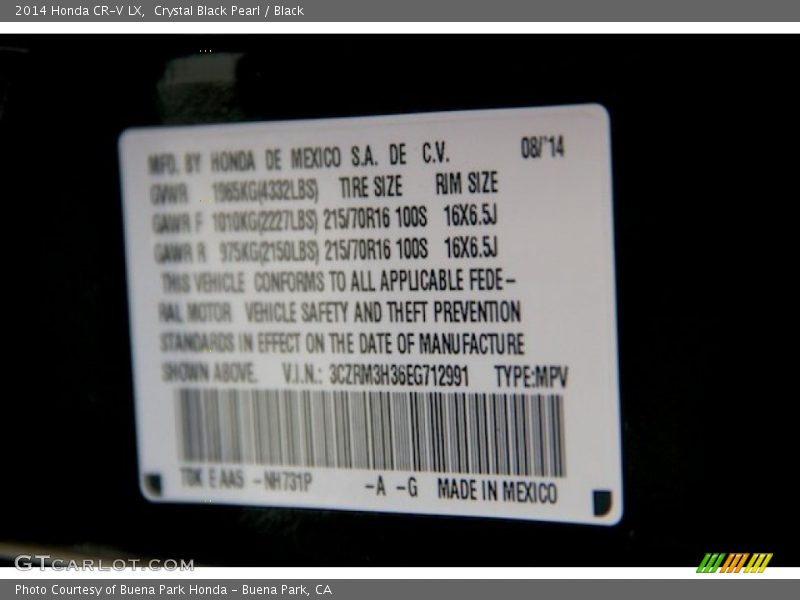 2014 Honda CR-V LX, Crystal Black Pearl / Black
MFD. BY HONDA DE MEXICO S.A. DE C.V. 08/'14
GVWR 1965KG(4332LBS) TIRE SIZE RIM SIZE
GAWR F 1010KG(2227LBS) 215/70R16 100S 16X6.5J
GAWR R 975KG(2150LBS) 215/70R16 100S 16X6.5J
THIS VEHICLE CONFORMS TO ALL APPLICABLE FEDE-
RAL MOTOR VEHICLE SAFETY AND THEFT PREVENTION
STANDARDS IN EFFECT ON THE DATE OF MANUFACTURE
SHOWN ABOVE. V.I.N.: 3CZRM3H36EG712991 TYPE:MPV
E AAS -NH731P -A -G MADE IN MEXICO
GTCARLOT.COM
Photo Courtesy of Buena Park Honda - Buena Park, CA